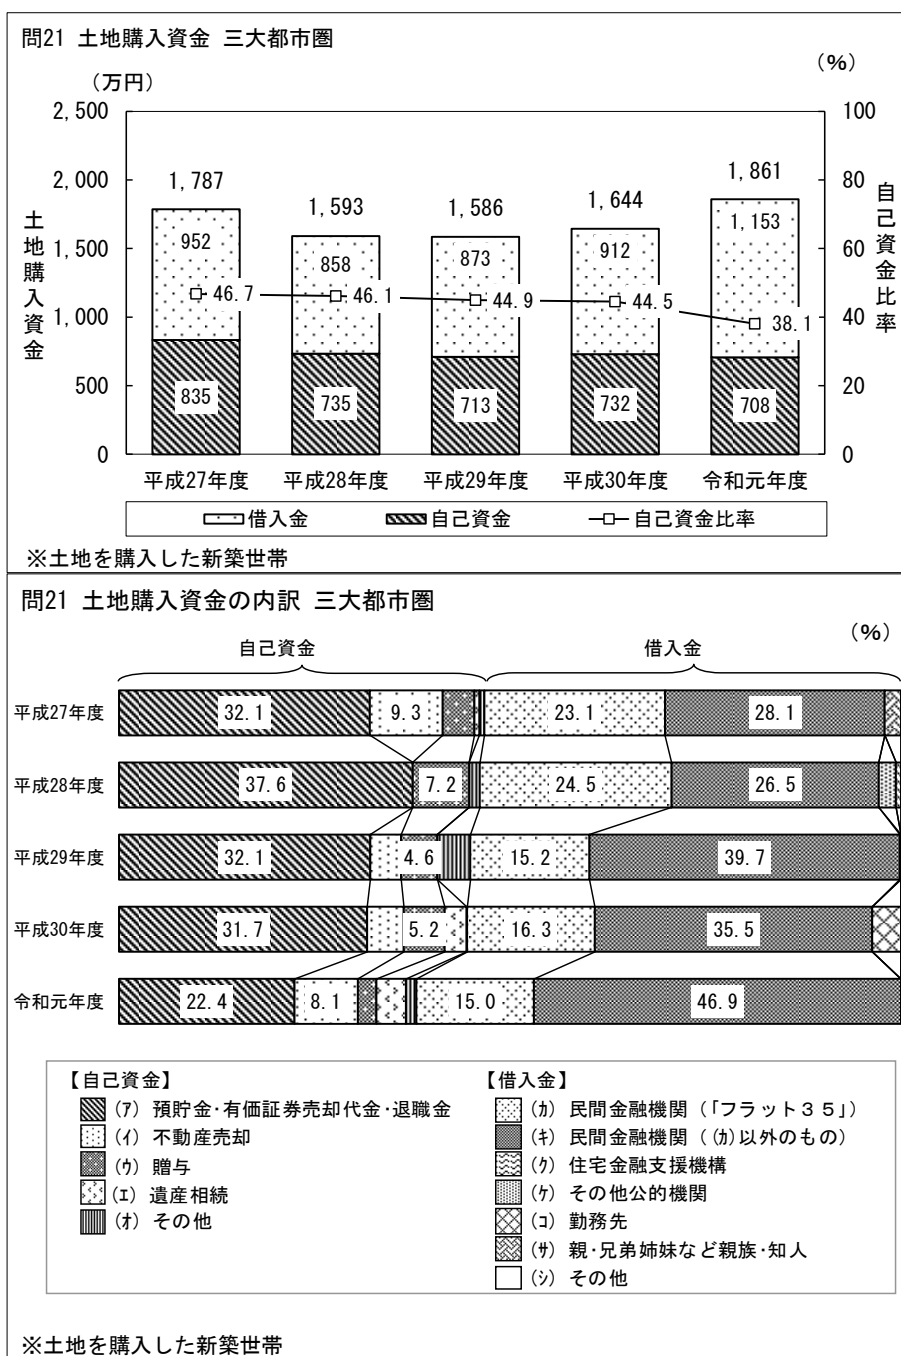 問21 土地購入資金 三大都市圏
(万円)
(%)
2,500
2,000
1,500
1,000
500
0
土地購入資金
100
80
60
40
20
0
自己資金比率
1,787
1,593
1,586
1,644
1,861
952
858
873
912
1,153
46.7
46.1
44.9
44.5
38.1
835
735
713
732
708
平成27年度 平成28年度 平成29年度 平成30年度 令和元年度
借入金 自己資金 自己資金比率
※土地を購入した新築世帯
問21 土地購入資金の内訳 三大都市圏
(%)
自己資金 借入金
平成27年度 32.1 9.3 23.1 28.1
平成28年度 37.6 7.2 24.5 26.5
平成29年度 32.1 4.6 15.2 39.7
平成30年度 31.7 5.2 16.3 35.5
令和元年度 22.4 8.1 15.0 46.9
【自己資金】
(ｱ) 預貯金･有価証券売却代金･退職金
(ｲ) 不動産売却
(ｳ) 贈与
(ｴ) 遺産相続
(ｵ) その他
【借入金】
(ｶ) 民間金融機関（｢フラット３５｣）
(ｷ) 民間金融機関（(ｶ)以外のもの）
(ｸ) 住宅金融支援機構
(ｹ) その他公的機関
(ｺ) 勤務先
(ｻ) 親･兄弟姉妹など親族･知人
(ｼ) その他
※土地を購入した新築世帯